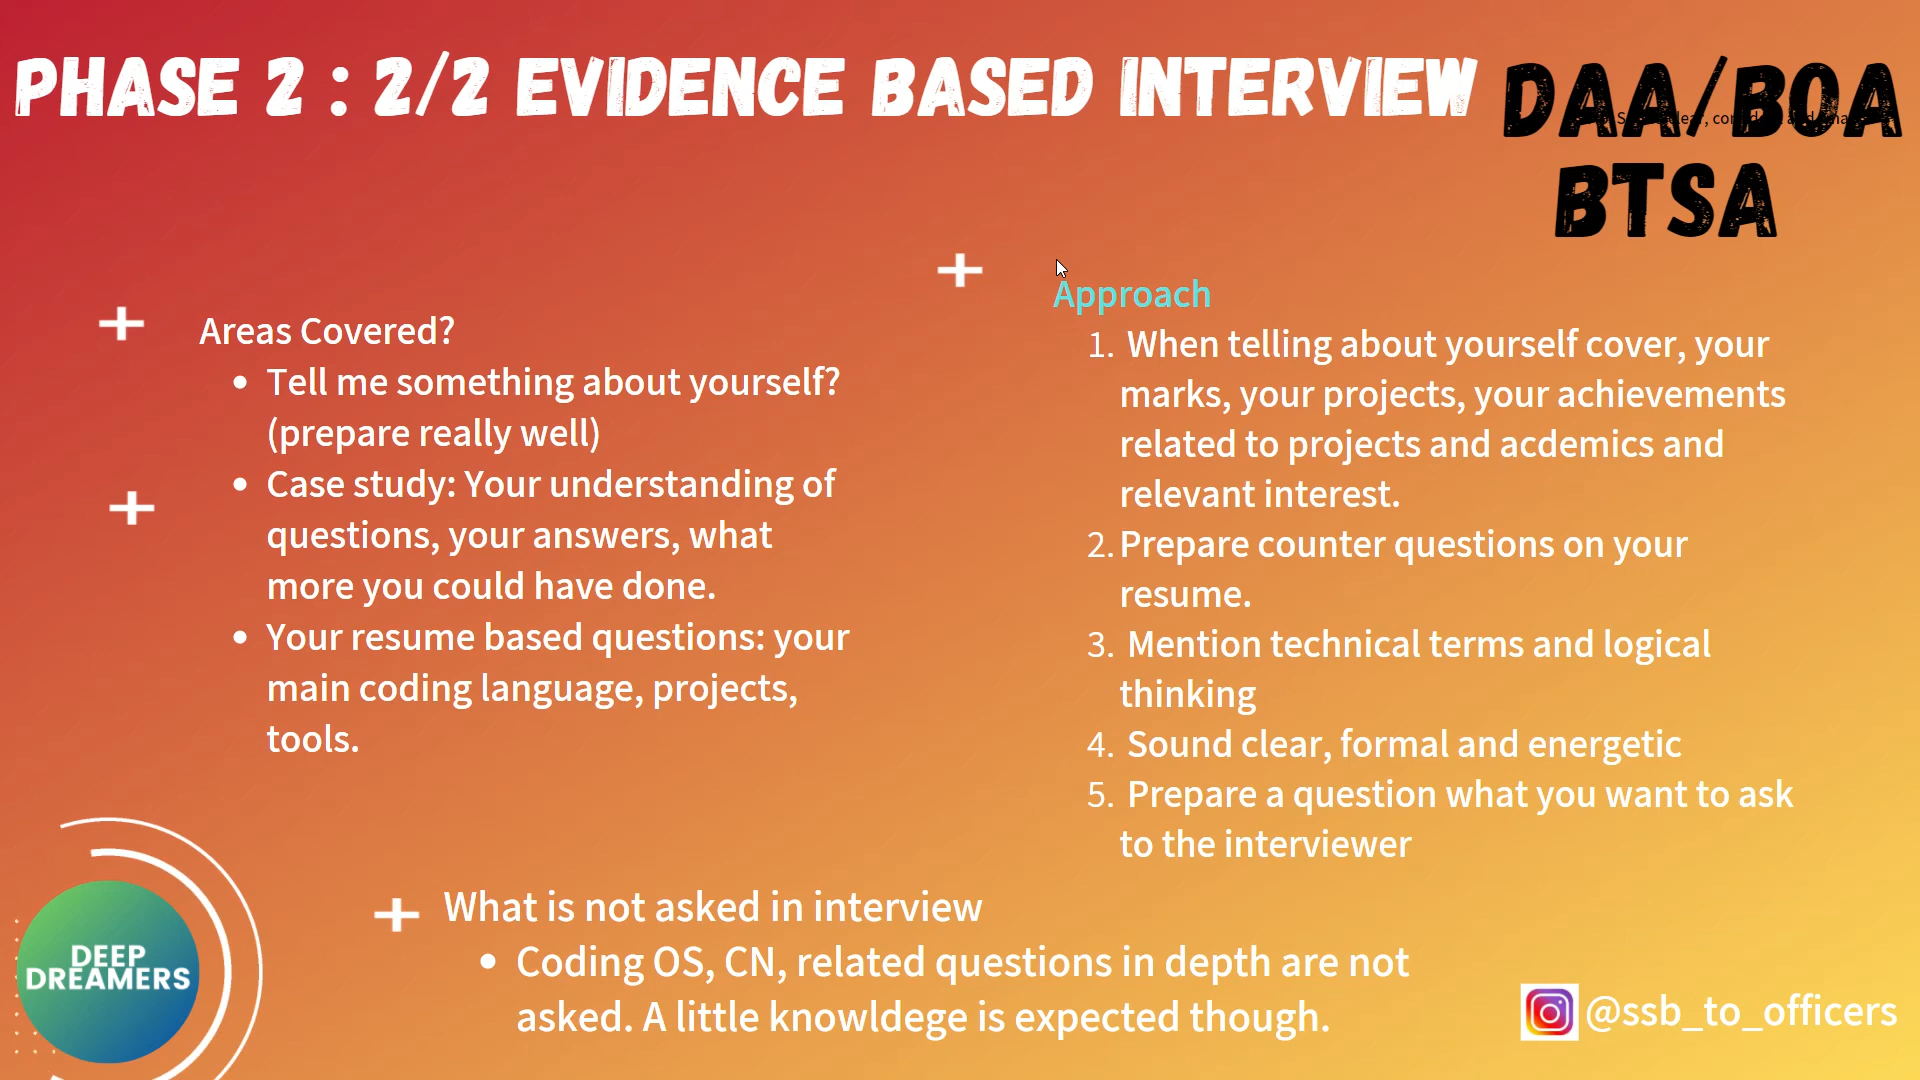 PHASE 2 : 2/2 EVIDENCE BASED INTERVIEW
DAA/BOA
BTSA
Areas Covered?
• Tell me something about yourself?
(prepare really well)
• Case study: Your understanding of
questions, your answers, what
more you could have done.
• Your resume based questions: your
main coding language, projects,
tools.
Approach
1. When telling about yourself cover, your
marks, your projects, your achievements
related to projects and acdemics and
relevant interest.
2. Prepare counter questions on your
resume.
3. Mention technical terms and logical
thinking
4. Sound clear, formal and energetic
5. Prepare a question what you want to ask
to the interviewer
What is not asked in interview
• Coding OS, CN, related questions in depth are not
asked. A little knowldege is expected though.
DEEP
DREAMERS
@ssb_to_officers